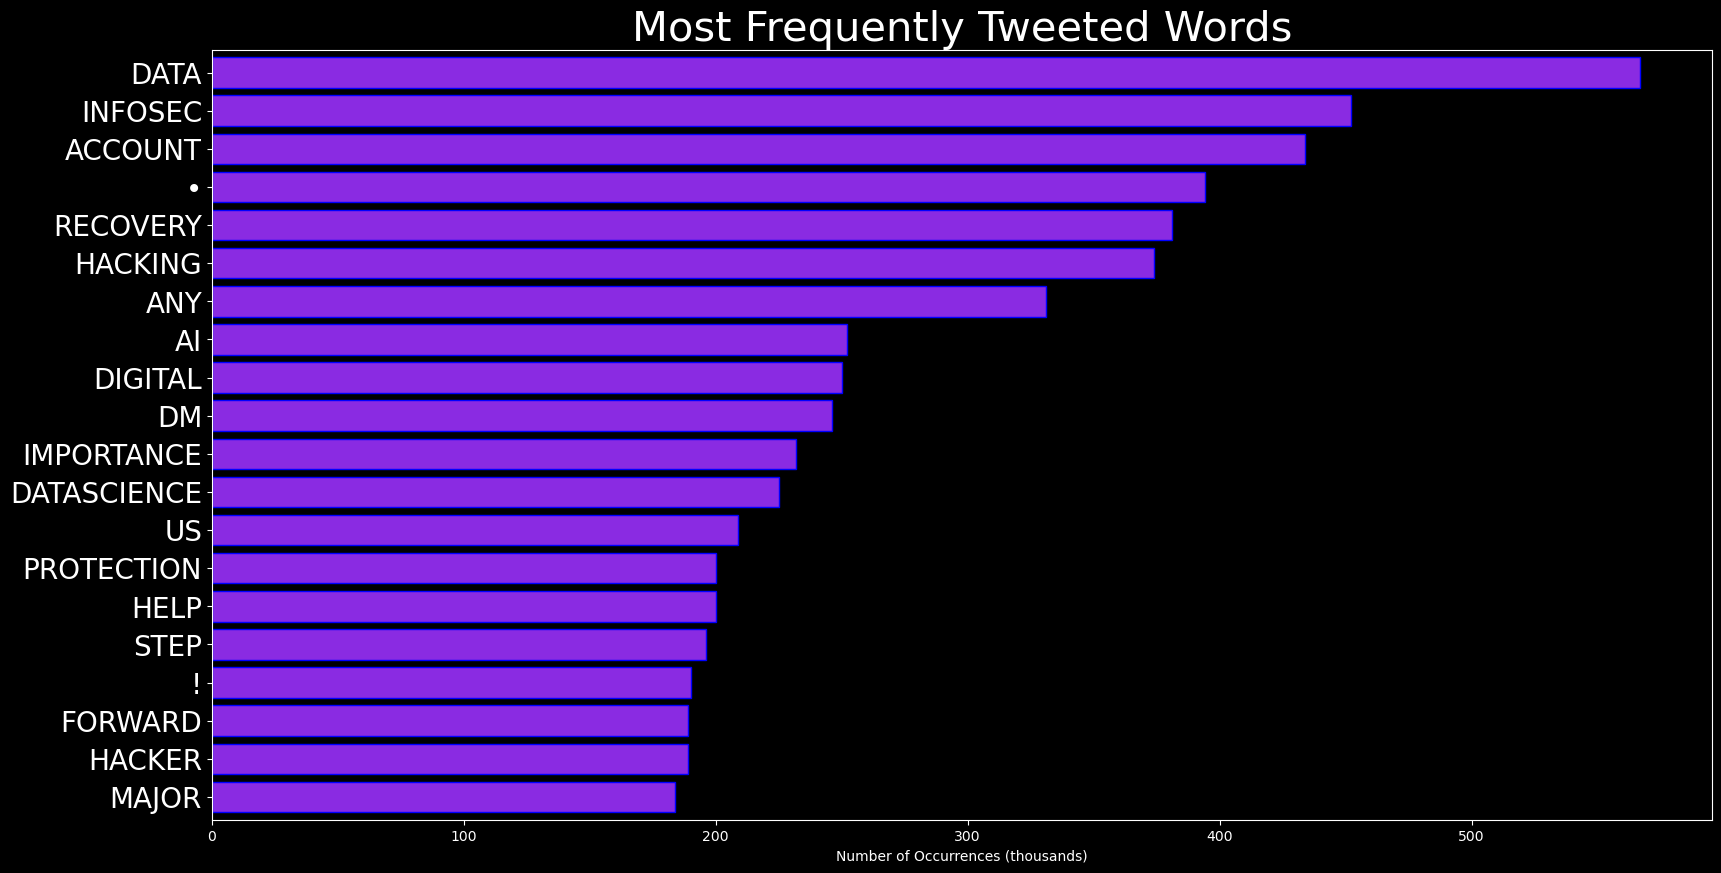 Most Frequently Tweeted Words
DATA
INFOSEC
ACCOUNT
•
RECOVERY
HACKING
ANY
AI
DIGITAL
DM
IMPORTANCE
DATASCIENCE
US
PROTECTION
HELP
STEP
!
FORWARD
HACKER
MAJOR
0 100 200 300 400 500
Number of Occurrences (thousands)